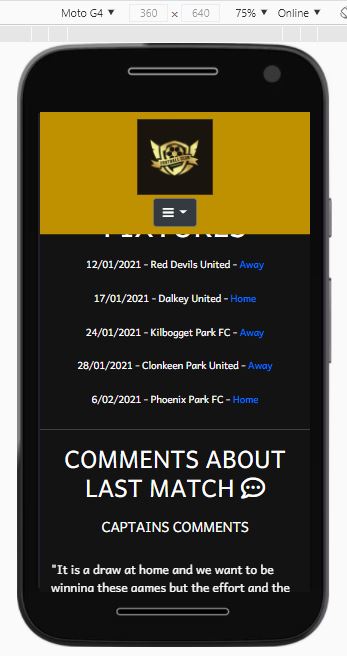 Moto G4 ▼ 360 x 640 75% ▼ Online ▼
FIXTURES
12/01/2021 - Red Devils United - Away
17/01/2021 - Dalkey United - Home
24/01/2021 - Kilbogget Park FC - Away
28/01/2021 - Clonkeen Park United - Away
6/02/2021 - Phoenix Park FC - Home
COMMENTS ABOUT
LAST MATCH
CAPTAINS COMMENTS
"It is a draw at home and we want to be
winning these games but the effort and the